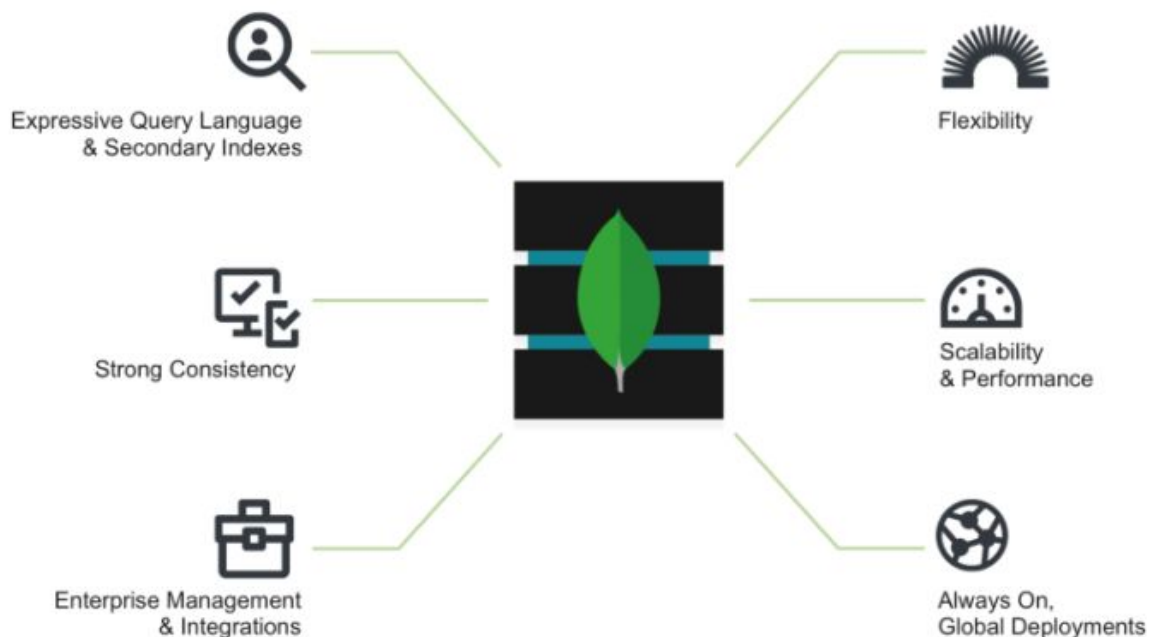 Expressive Query Language
& Secondary Indexes
Flexibility
Strong Consistency
Scalability
& Performance
Enterprise Management
& Integrations
Always On,
Global Deployments